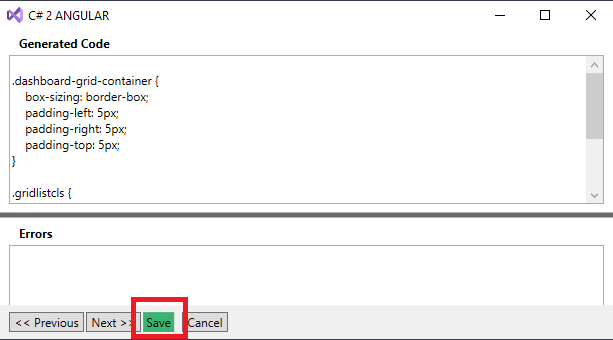 C# 2 ANGULAR
Generated Code
.dashboard-grid-container {
box-sizing: border-box;
padding-left: 5px;
padding-right: 5px;
padding-top: 5px;
}
.gridlistcls {
Errors
<< Previous Next >> Save Cancel